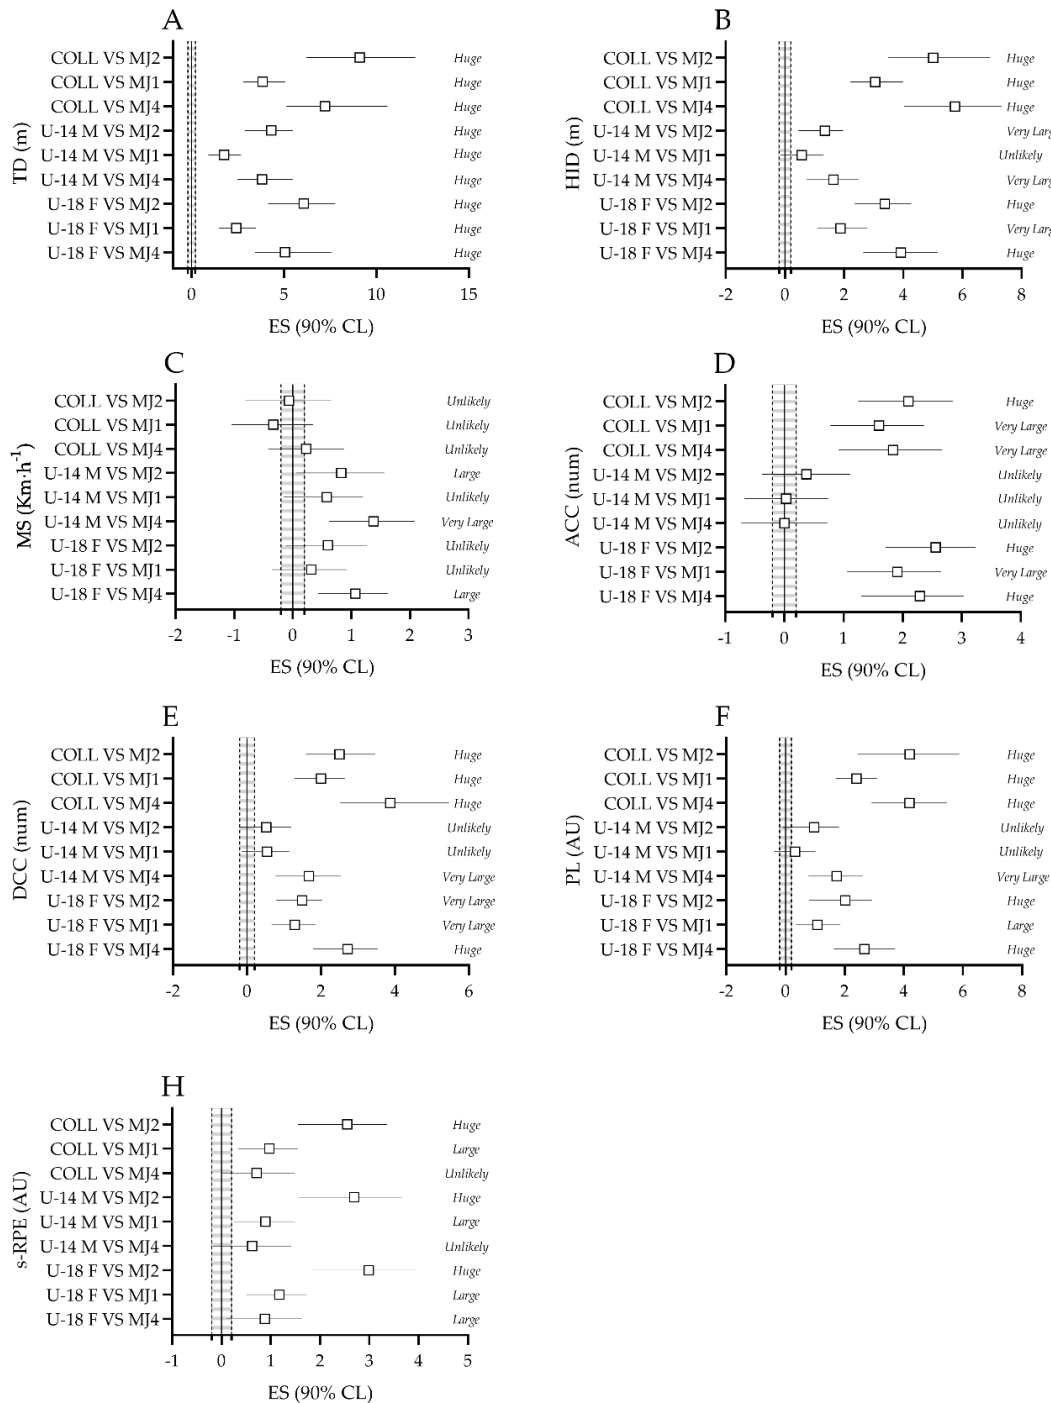 A
TD (m)
COLL VS MJ2 Huge
COLL VS MJ1 Huge
COLL VS MJ4 Huge
U-14 M VS MJ2 Huge
U-14 M VS MJ1 Huge
U-14 M VS MJ4 Huge
U-18 F VS MJ2 Huge
U-18 F VS MJ1 Huge
U-18 F VS MJ4 Huge
0 5 10 15
ES (90% CL)
B
HID (m)
COLL VS MJ2 Huge
COLL VS MJ1 Huge
COLL VS MJ4 Huge
U-14 M VS MJ2 Very Larg
U-14 M VS MJ1 Unlikely
U-14 M VS MJ4 Very Larg
U-18 F VS MJ2 Huge
U-18 F VS MJ1 Very Larg
U-18 F VS MJ4 Huge
-2 0 2 4 6 8
ES (90% CL)
C
MS (Km·h⁻¹)
COLL VS MJ2 Unlikely
COLL VS MJ1 Unlikely
COLL VS MJ4 Unlikely
U-14 M VS MJ2 Large
U-14 M VS MJ1 Unlikely
U-14 M VS MJ4 Very Large
U-18 F VS MJ2 Unlikely
U-18 F VS MJ1 Unlikely
U-18 F VS MJ4 Large
-2 -1 0 1 2 3
ES (90% CL)
D
ACC (num)
COLL VS MJ2 Huge
COLL VS MJ1 Very Large
COLL VS MJ4 Very Large
U-14 M VS MJ2 Unlikely
U-14 M VS MJ1 Unlikely
U-14 M VS MJ4 Unlikely
U-18 F VS MJ2 Huge
U-18 F VS MJ1 Very Large
U-18 F VS MJ4 Huge
-1 0 1 2 3 4
ES (90% CL)
E
DCC (num)
COLL VS MJ2 Huge
COLL VS MJ1 Huge
COLL VS MJ4 Huge
U-14 M VS MJ2 Unlikely
U-14 M VS MJ1 Unlikely
U-14 M VS MJ4 Very Large
U-18 F VS MJ2 Very Large
U-18 F VS MJ1 Very Large
U-18 F VS MJ4 Huge
-2 0 2 4 6
ES (90% CL)
F
PL (AU)
COLL VS MJ2 Huge
COLL VS MJ1 Huge
COLL VS MJ4 Huge
U-14 M VS MJ2 Unlikely
U-14 M VS MJ1 Unlikely
U-14 M VS MJ4 Very Large
U-18 F VS MJ2 Huge
U-18 F VS MJ1 Large
U-18 F VS MJ4 Huge
-2 0 2 4 6 8
ES (90% CL)
H
s-RPE (AU)
COLL VS MJ2 Huge
COLL VS MJ1 Large
COLL VS MJ4 Unlikely
U-14 M VS MJ2 Huge
U-14 M VS MJ1 Large
U-14 M VS MJ4 Unlikely
U-18 F VS MJ2 Huge
U-18 F VS MJ1 Large
U-18 F VS MJ4 Large
-1 0 1 2 3 4 5
ES (90% CL)